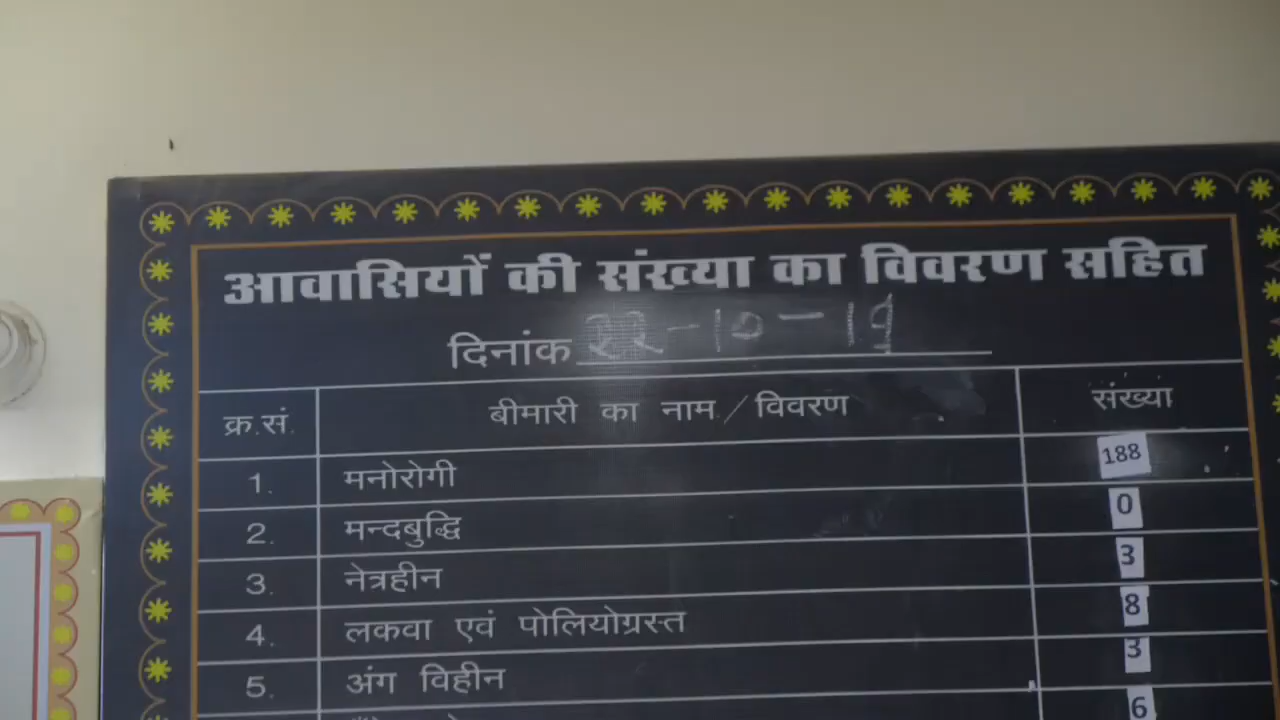 आवासियों की संख्या का विवरण सहित
दिनांक 22-10-19
क्र.सं. बीमारी का नाम / विवरण संख्या
1. मनोरोगी 188
2. मन्दबुद्धि 0
3. नेत्रहीन 3
4. लकवा एवं पोलियोग्रस्त 8
5. अंग विहीन 3
6